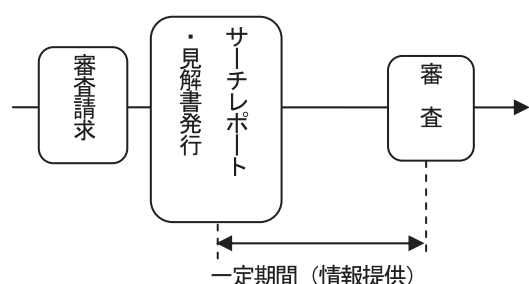 審査請求
サーチレポート
・見解書発行
審査
一定期間（情報提供）